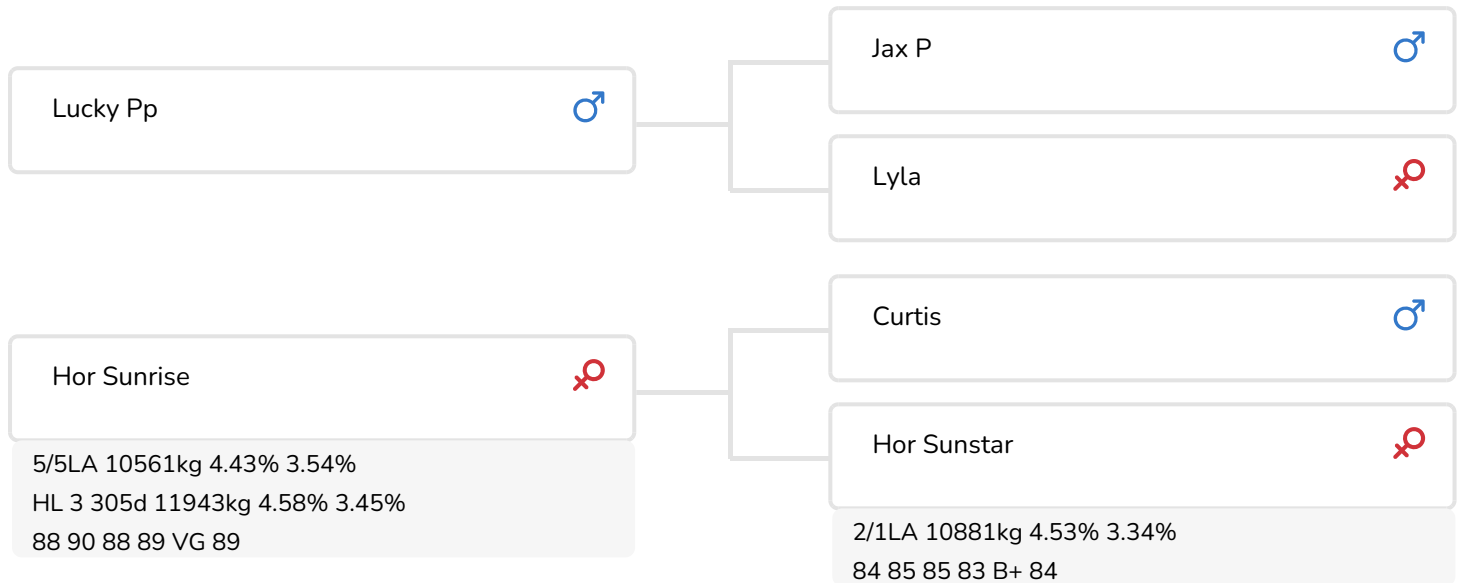 Jax P
Lucky Pp
Lyla
Curtis
Hor Sunrise
Hor Sunstar
5/5LA 10561kg 4.43% 3.54%
HL 3 305d 11943kg 4.58% 3.45%
88 90 88 89 VG 89
2/1LA 10881kg 4.53% 3.34%
84 85 85 83 B+ 84